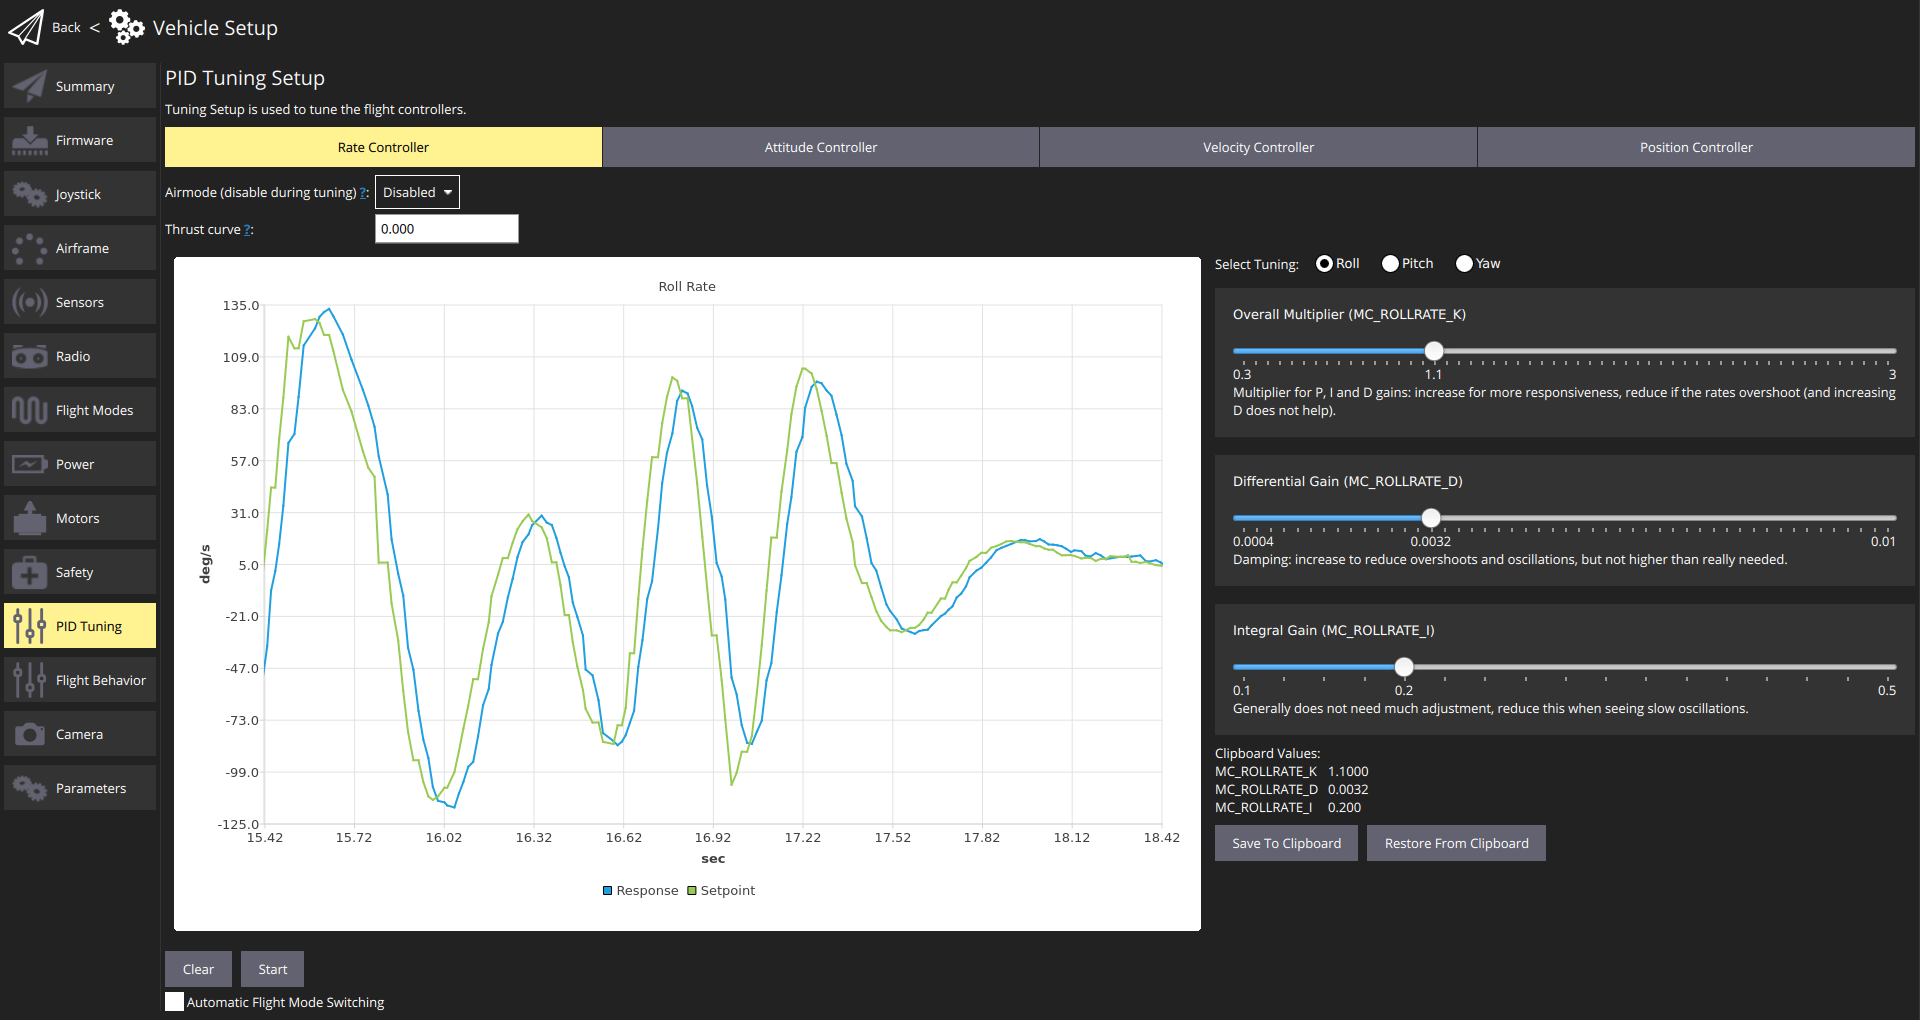 Back < Vehicle Setup
Summary
Firmware
Joystick
Airframe
Sensors
Radio
Flight Modes
Power
Motors
Safety
PID Tuning
Flight Behavior
Camera
Parameters
PID Tuning Setup
Tuning Setup is used to tune the flight controllers.
Rate Controller Attitude Controller Velocity Controller Position Controller
Airmode (disable during tuning) ?: Disabled
Thrust curve ?: 0.000
Roll Rate
135.0
109.0
83.0
57.0
31.0
5.0
-21.0
-47.0
-73.0
-99.0
-125.0
deg/s
15.42 15.72 16.02 16.32 16.62 16.92 17.22 17.52 17.82 18.12 18.42
sec
Response Setpoint
Clear Start
Automatic Flight Mode Switching
Select Tuning: Roll Pitch Yaw
Overall Multiplier (MC_ROLLRATE_K)
0.3 1.1 3
Multiplier for P, I and D gains: increase for more responsiveness, reduce if the rates overshoot (and increasing
D does not help).
Differential Gain (MC_ROLLRATE_D)
0.0004 0.0032 0.01
Damping: increase to reduce overshoots and oscillations, but not higher than really needed.
Integral Gain (MC_ROLLRATE_I)
0.1 0.2 0.5
Generally does not need much adjustment, reduce this when seeing slow oscillations.
Clipboard Values:
MC_ROLLRATE_K 1.1000
MC_ROLLRATE_D 0.0032
MC_ROLLRATE_I 0.200
Save To Clipboard Restore From Clipboard